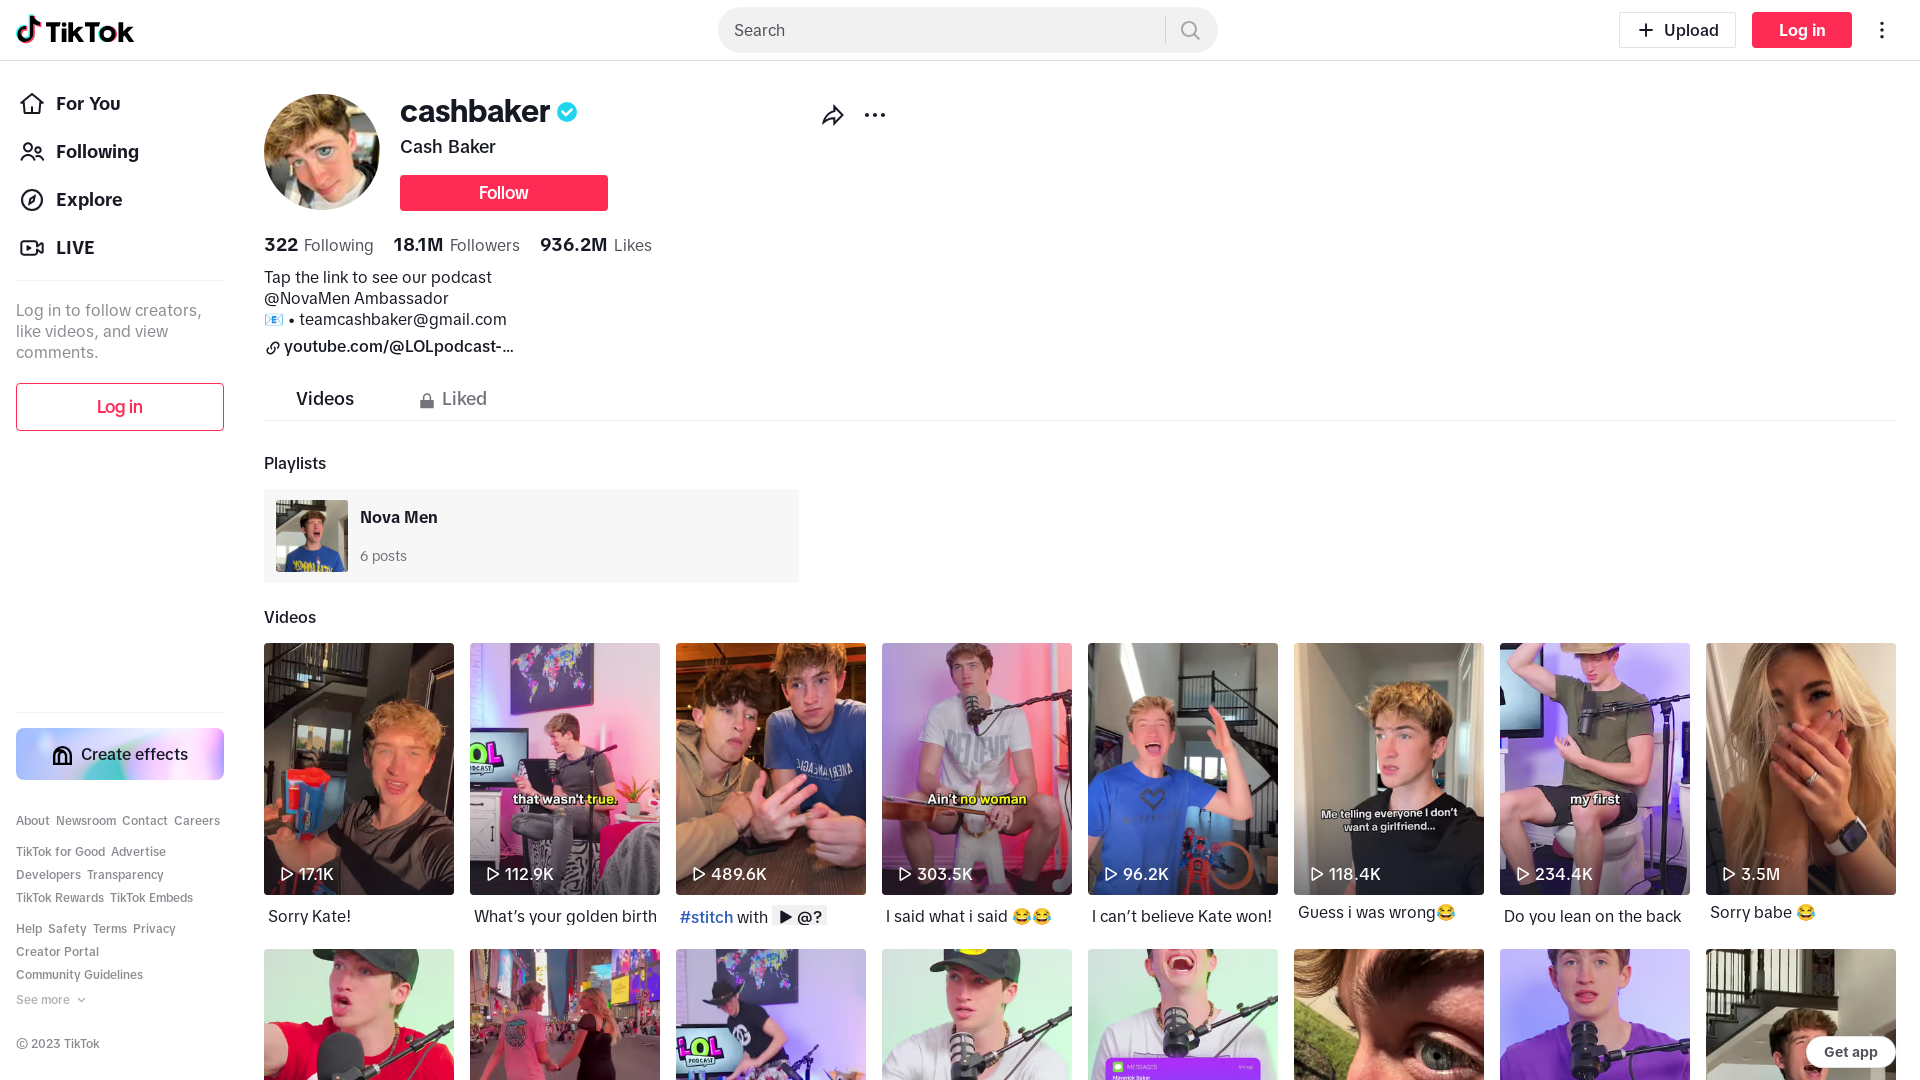 TikTok
Search
Upload
Log in
For You
Following
Explore
LIVE
Log in to follow creators,
like videos, and view
comments.
Log in
Create effects
About Newsroom Contact Careers
TikTok for Good Advertise
Developers Transparency
TikTok Rewards TikTok Embeds
Help Safety Terms Privacy
Creator Portal
Community Guidelines
See more
© 2023 TikTok
cashbaker
Cash Baker
Follow
322 Following 18.1M Followers 936.2M Likes
Tap the link to see our podcast
@NovaMen Ambassador
📧 • teamcashbaker@gmail.com
youtube.com/@LOLpodcast-...
Videos
Liked
Playlists
Nova Men
6 posts
Videos
17.1K
Sorry Kate!
LOL
PODCAST
that wasn't true.
112.9K
What's your golden birth
489.6K
#stitch with ▶ @?
Ain't no woman
303.5K
I said what i said 😂😂
96.2K
I can't believe Kate won!
Me telling everyone I don't
want a girlfriend...
118.4K
Guess i was wrong😂
my first
234.4K
Do you lean on the back
3.5M
Sorry babe 😂
LOL
PODCAST
MESSAGES
Get app